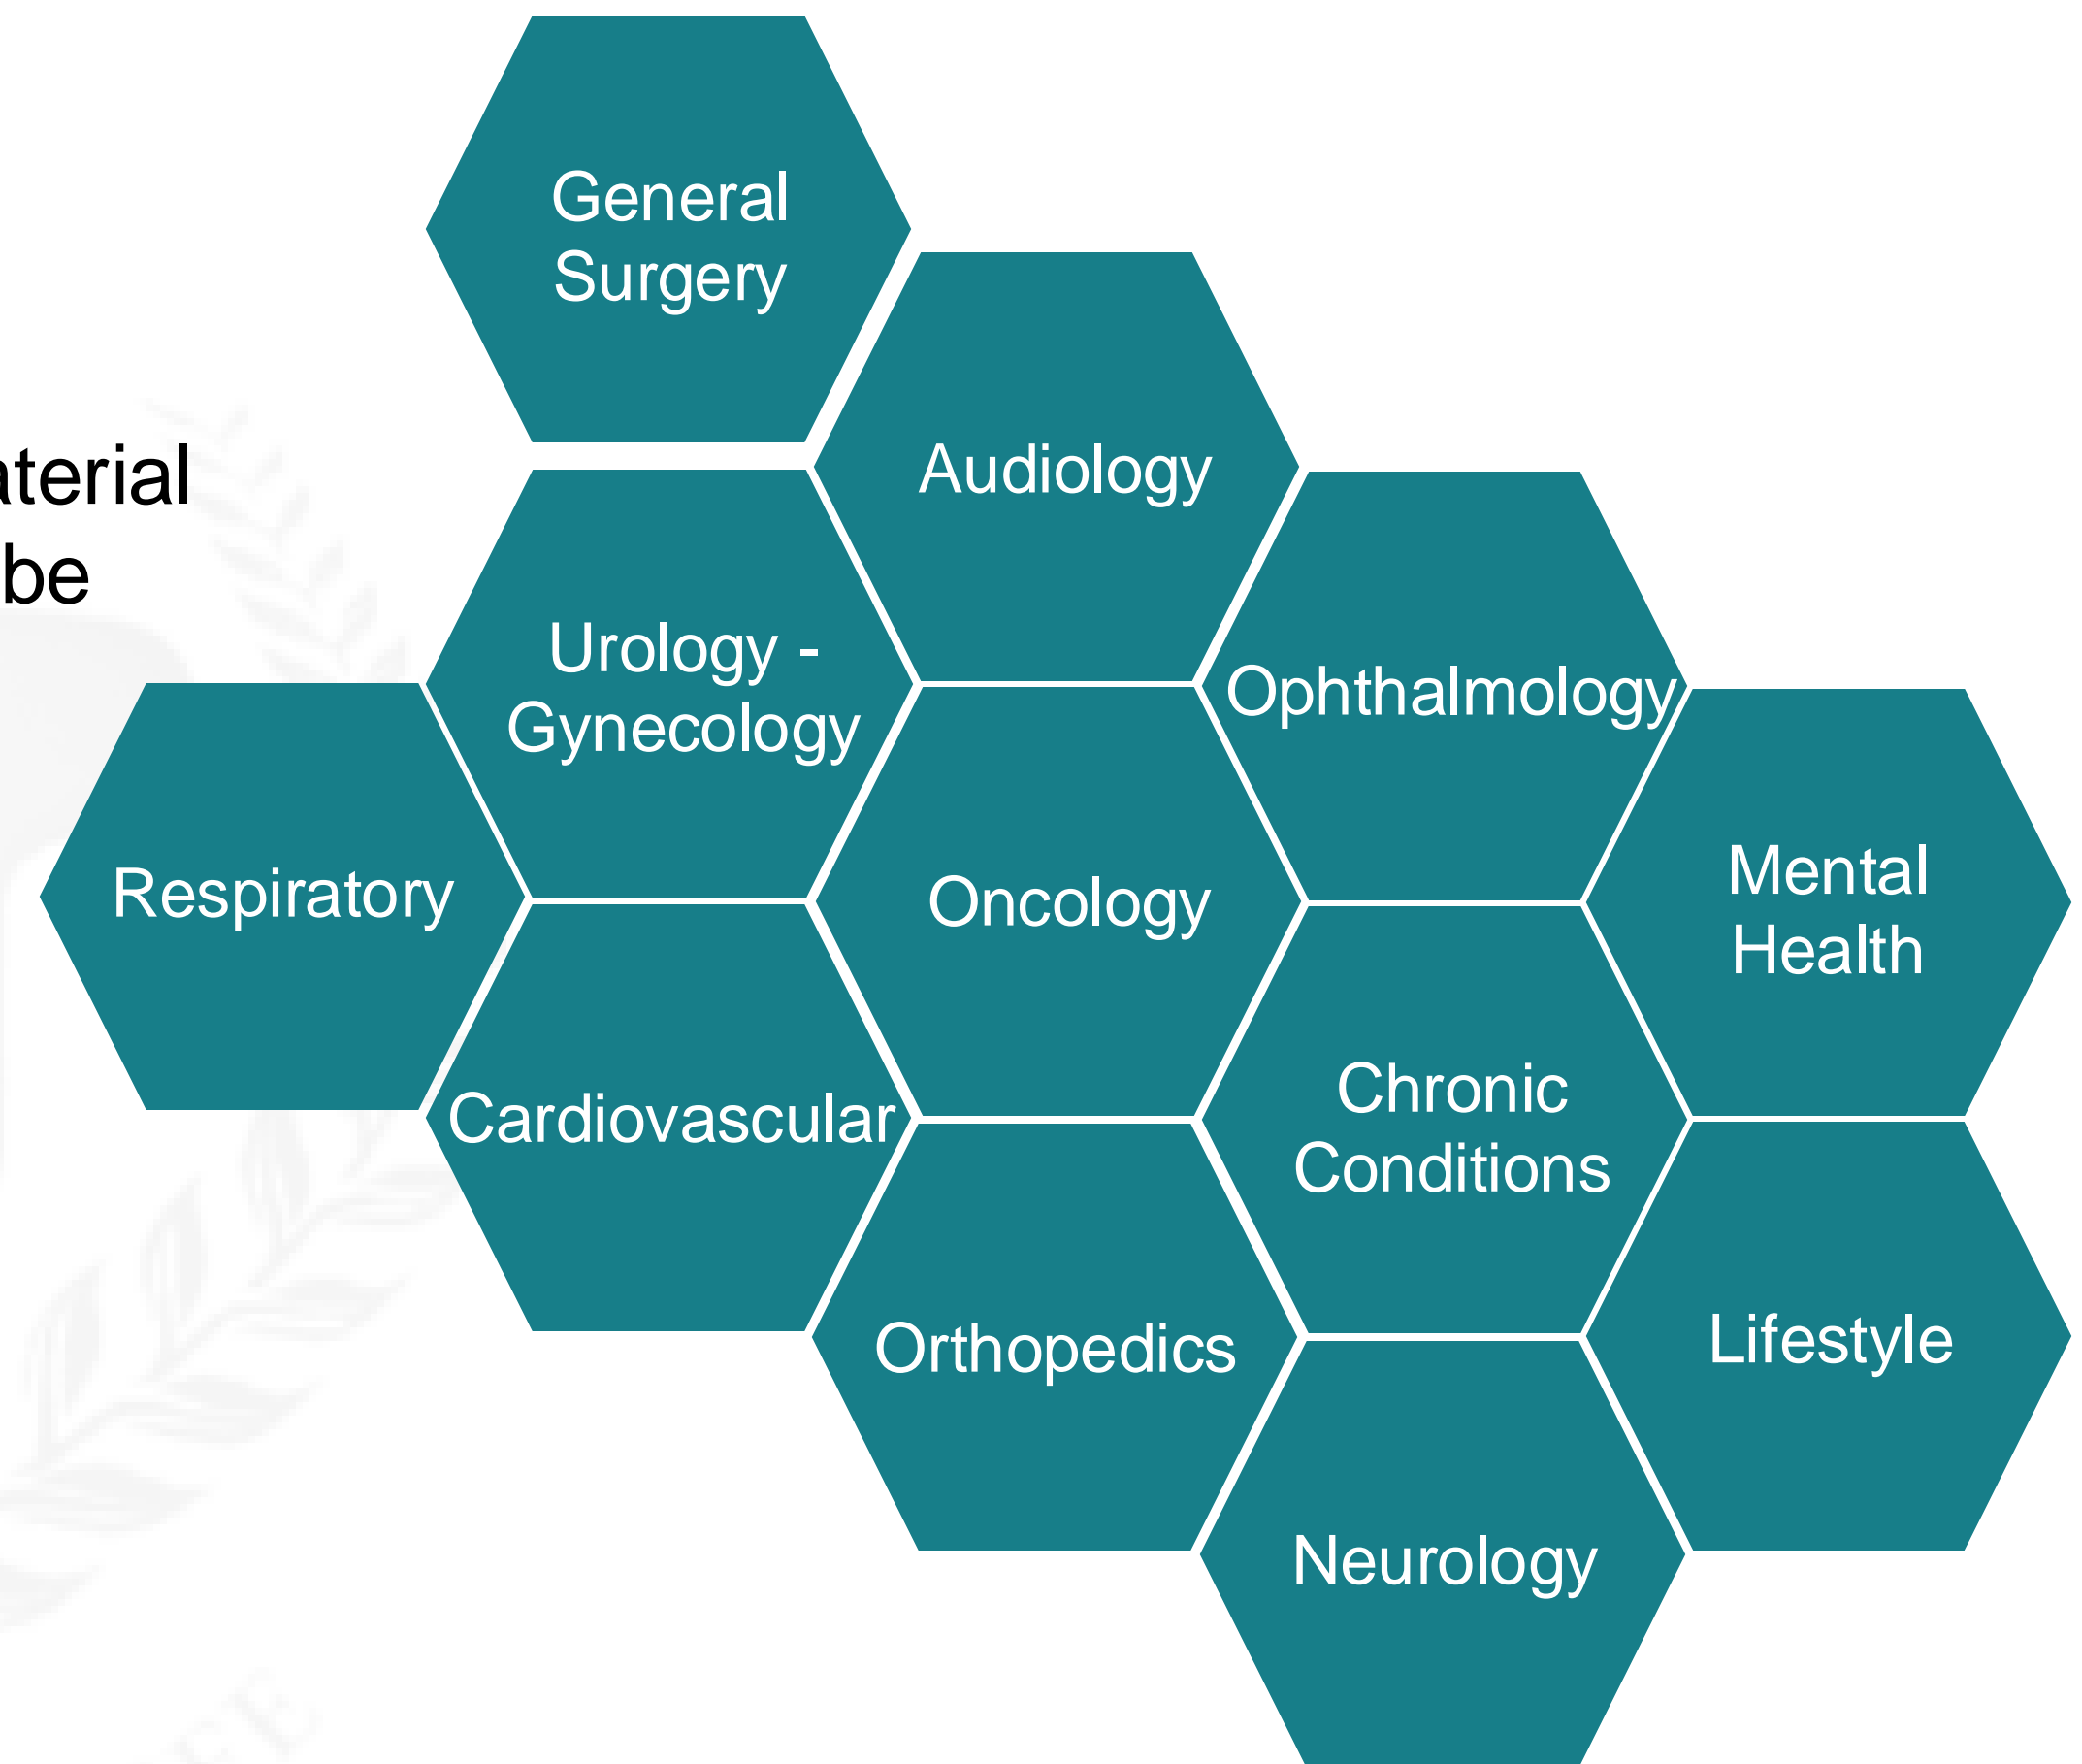 General
Surgery
Audiology
aterial
be
Urology -
Gynecology
Ophthalmology
Respiratory
Oncology
Mental
Health
Cardiovascular
Chronic
Conditions
Orthopedics
Lifestyle
Neurology